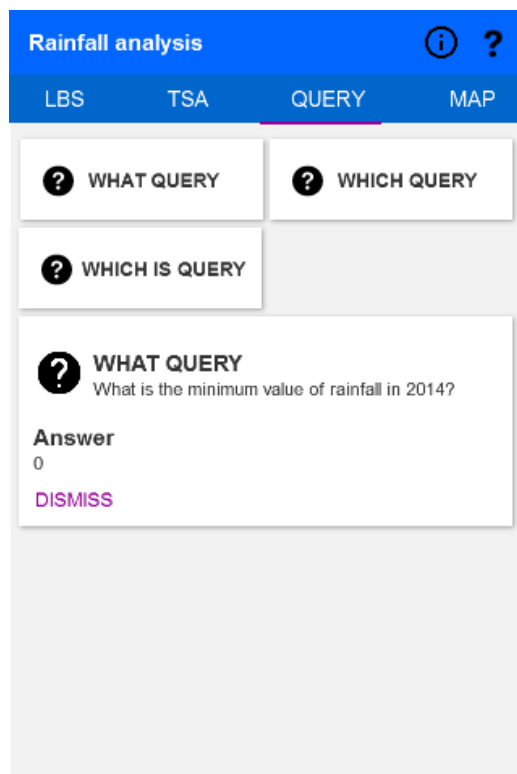 Rainfall analysis
LBS TSA QUERY MAP
WHAT QUERY WHICH QUERY
WHICH IS QUERY
WHAT QUERY
What is the minimum value of rainfall in 2014?
Answer
0
DISMISS